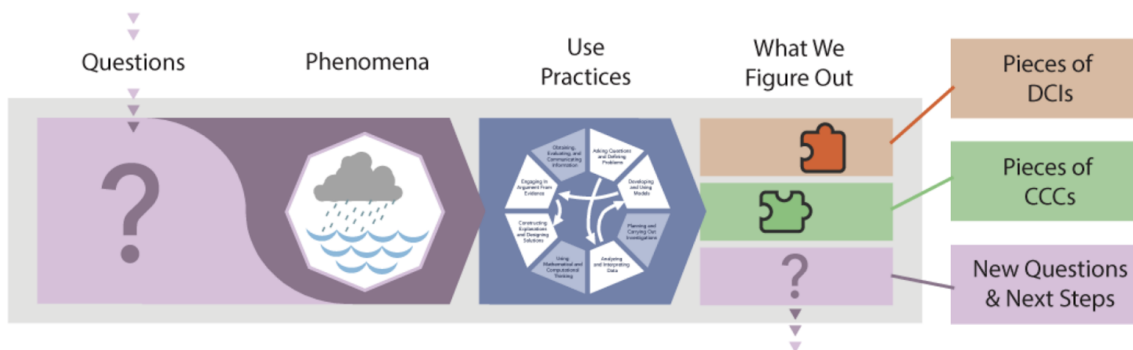 Questions
Phenomena
Use
Practices
What We
Figure Out
Pieces of
DCIs
Pieces of
CCCs
New Questions
& Next Steps
?
Obtaining,
Evaluating, and
Communicating
Information
Asking Questions
and Defining
Problems
Developing
and Using
Models
Planning and
Carrying Out
Investigations
Analyzing
and Interpreting
Data
Using
Mathematical and
Computational
Thinking
Constructing
Explanations
and Designing
Solutions
Engaging in
Argument From
Evidence
?